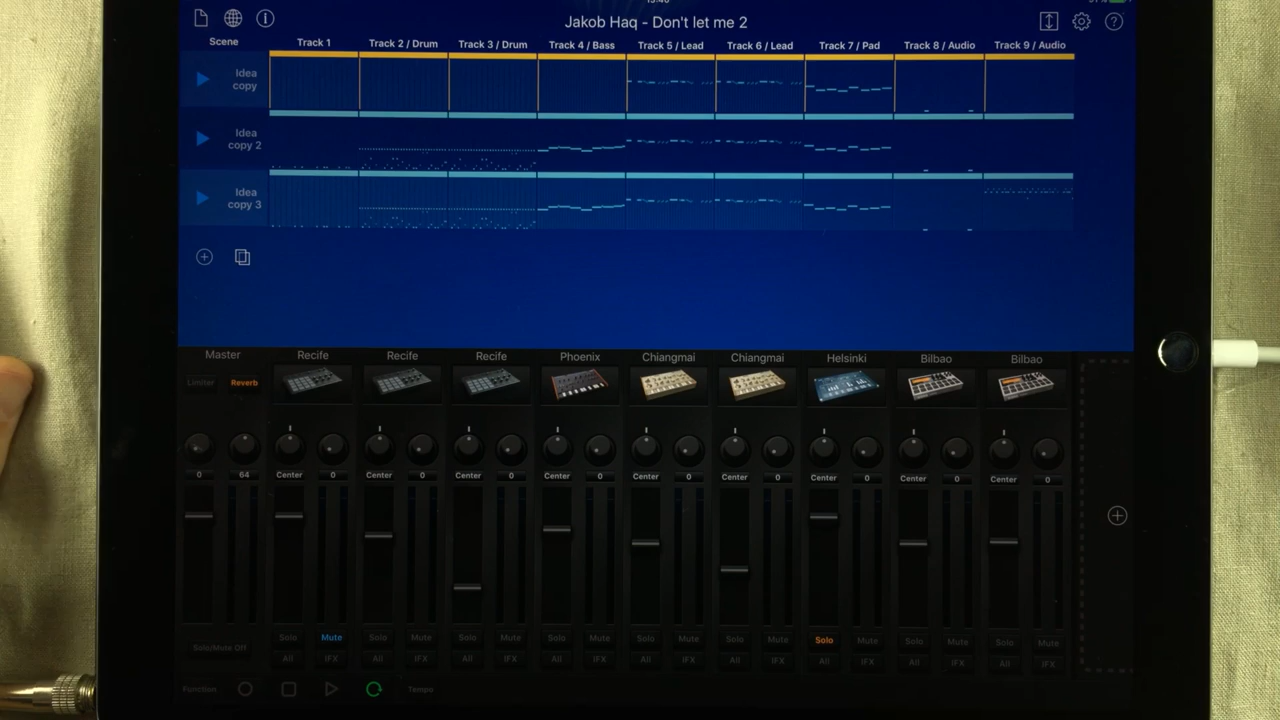 Jakob Haq - Don't let me 2
Scene Track 1 Track 2 / Drum Track 3 / Drum Track 4 / Bass Track 5 / Lead Track 6 / Lead Track 7 / Pad Track 8 / Audio Track 9 / Audio
Idea
copy
Idea
copy 2
Idea
copy 3
Master Recife Recife Recife Phoenix Chiangmai Chiangmai Helsinki Bilbao Bilbao
Limiter Reverb
0 64 Center 0 Center 0 Center 0 Center 0 Center 0 Center 0 Center 0 Center 0 Center 0
Solo Mute Solo Mute Solo Mute Solo Mute Solo Mute Solo Mute Solo Mute Solo Mute Solo Mute
Solo/Mute Off
All IFX All IFX All IFX All IFX All IFX All IFX All IFX All IFX All IFX
Function Tempo